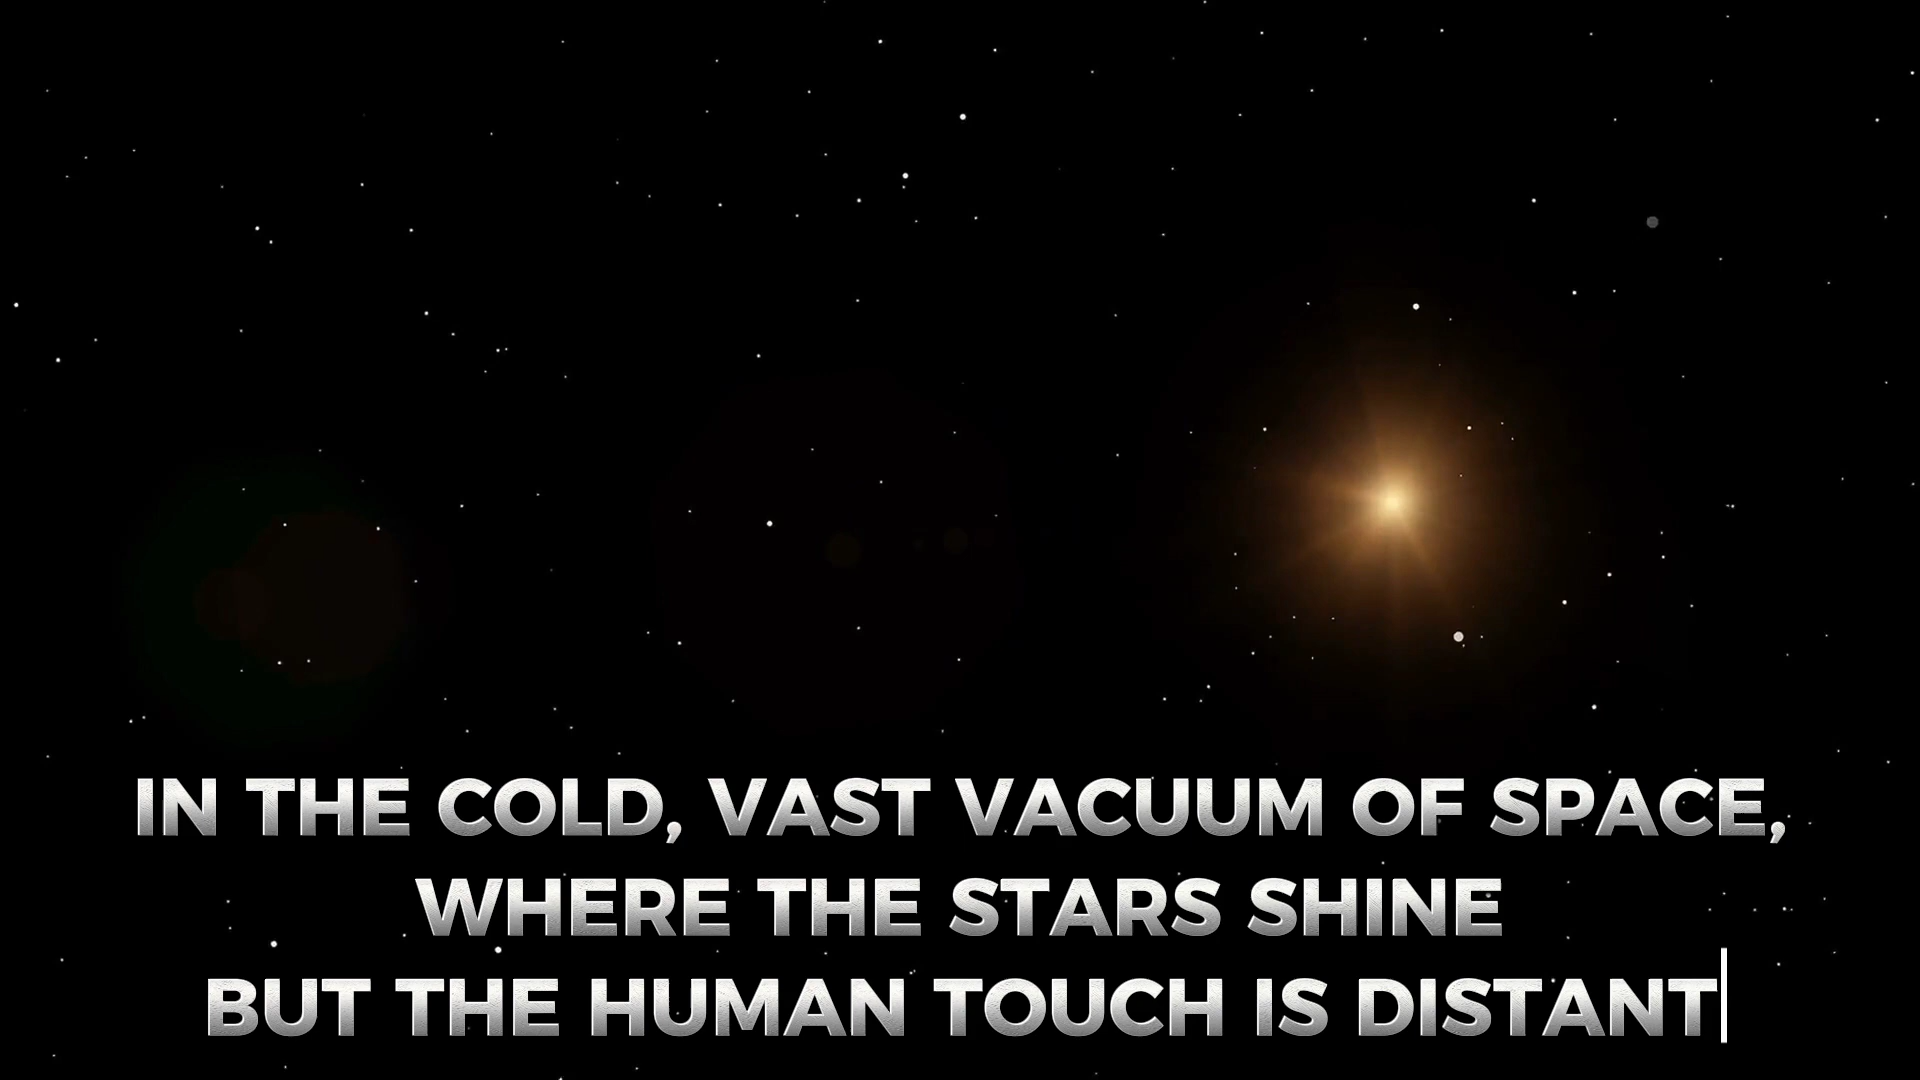 IN THE COLD, VAST VACUUM OF SPACE,
WHERE THE STARS SHINE
BUT THE HUMAN TOUCH IS DISTANT